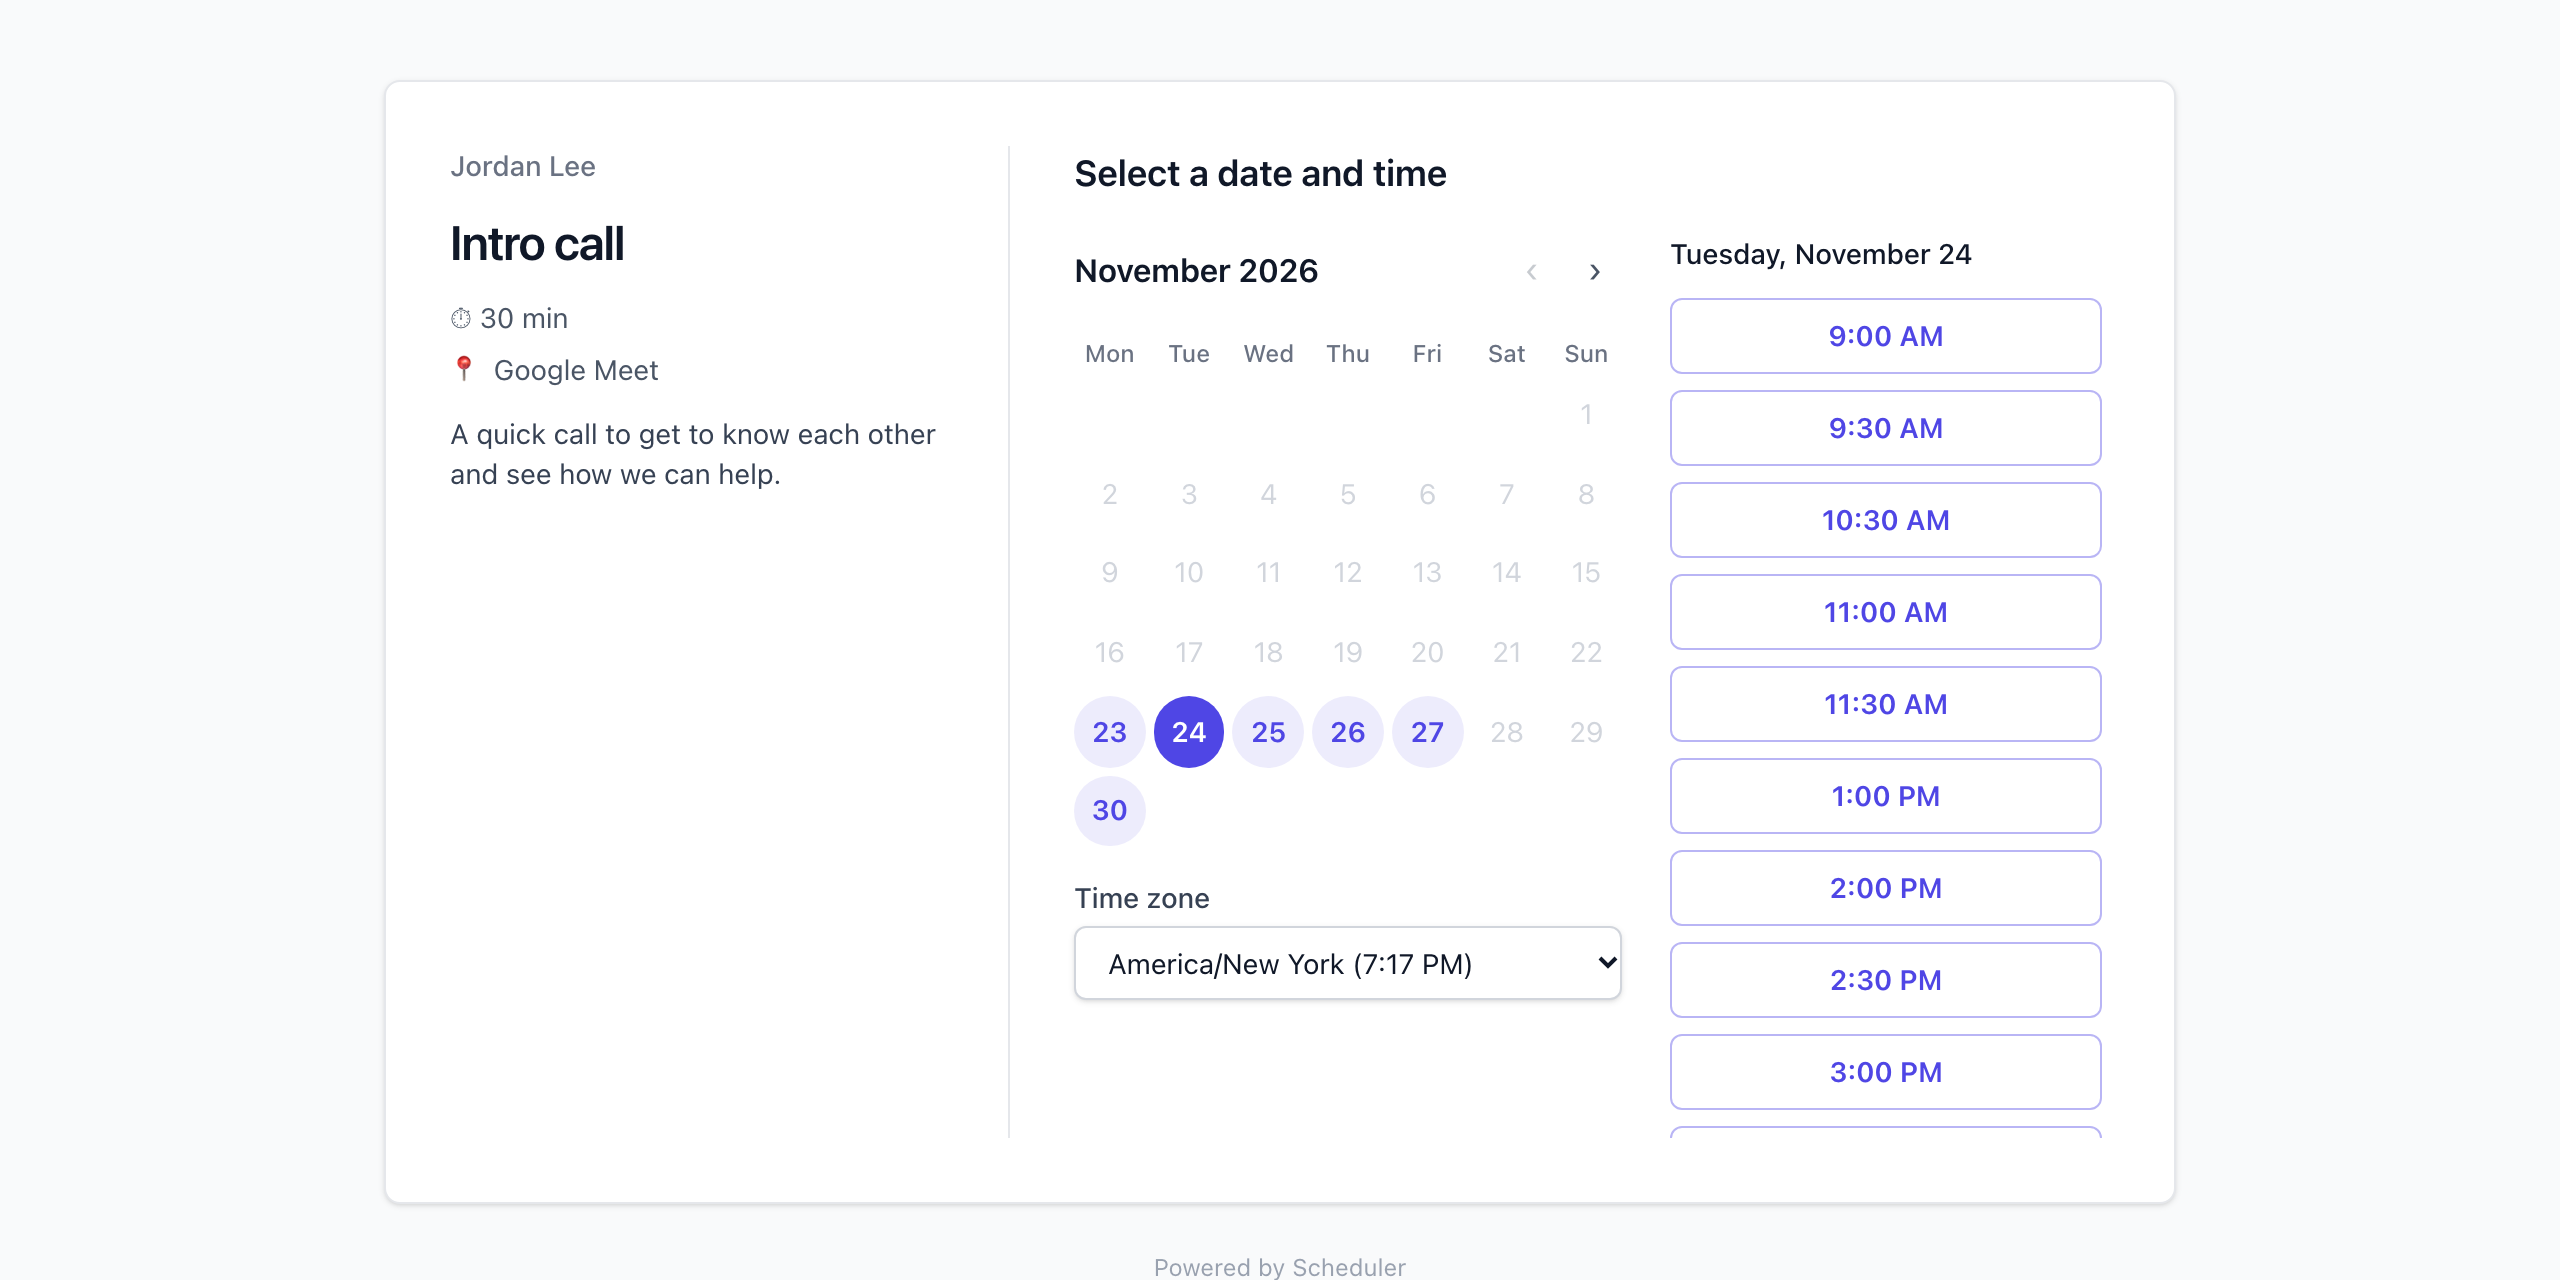 Jordan Lee
Intro call
⏱ 30 min
📍 Google Meet
A quick call to get to know each other
and see how we can help.
Select a date and time
November 2026 ‹ ›
Mon Tue Wed Thu Fri Sat Sun
1
2 3 4 5 6 7 8
9 10 11 12 13 14 15
16 17 18 19 20 21 22
23 24 25 26 27 28 29
30
Time zone
America/New York (7:17 PM)
Tuesday, November 24
9:00 AM
9:30 AM
10:30 AM
11:00 AM
11:30 AM
1:00 PM
2:00 PM
2:30 PM
3:00 PM
Powered by Scheduler